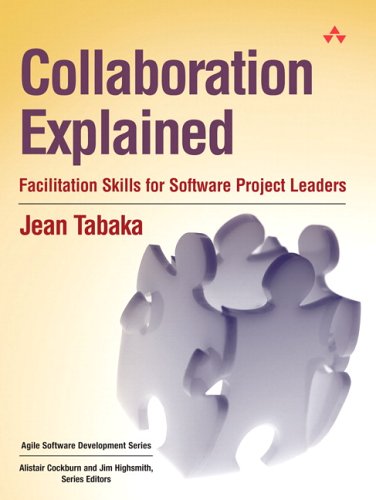 Collaboration
Explained
Facilitation Skills for Software Project Leaders
Jean Tabaka
Agile Software Development Series
Alistair Cockburn and Jim Highsmith,
Series Editors